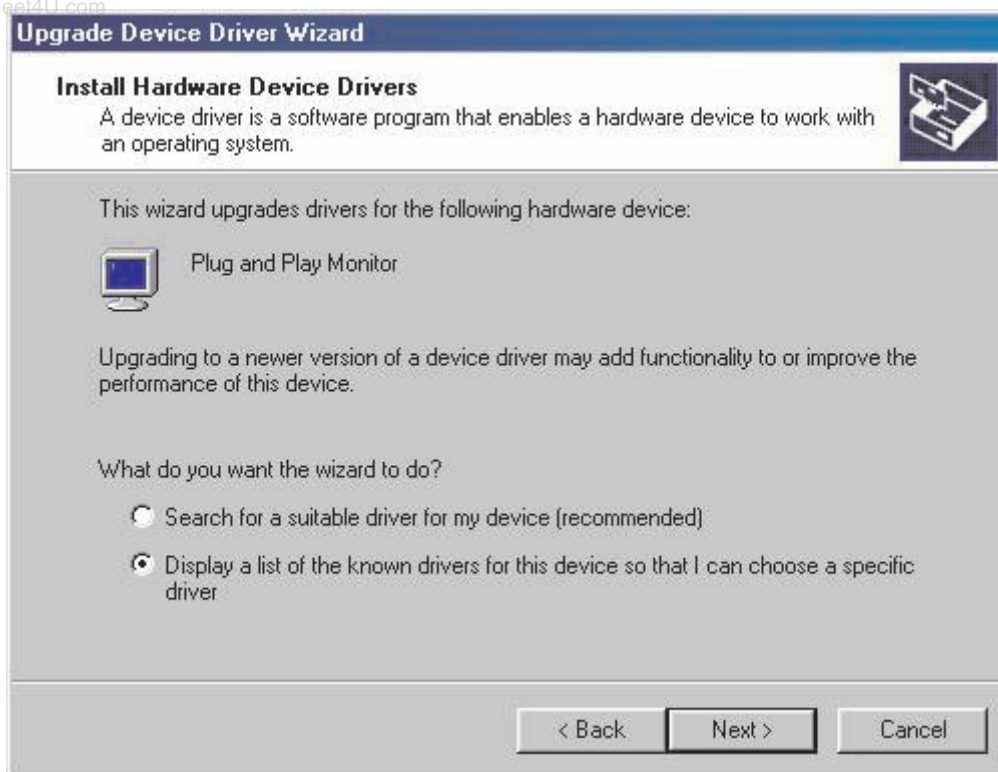 eet4U.com
Upgrade Device Driver Wizard
Install Hardware Device Drivers
A device driver is a software program that enables a hardware device to work with
an operating system.
This wizard upgrades drivers for the following hardware device:
Plug and Play Monitor
Upgrading to a newer version of a device driver may add functionality to or improve the
performance of this device.
What do you want the wizard to do?
Search for a suitable driver for my device (recommended)
Display a list of the known drivers for this device so that I can choose a specific
driver
< Back Next > Cancel